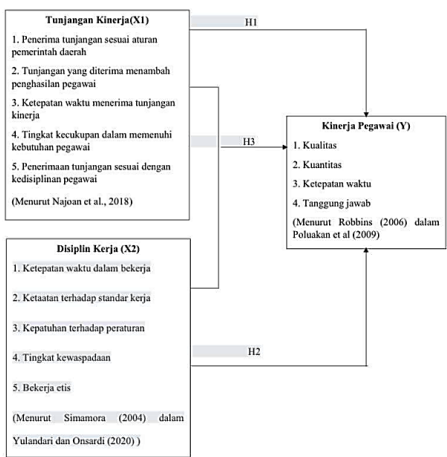 Tunjangan Kinerja(X1)
1. Penerima tunjangan sesuai aturan
pemerintah daerah
2. Tunjangan yang diterima menambah
penghasilan pegawai
3. Ketepatan waktu menerima tunjangan
kinerja
4. Tingkat kecukupan dalam memenuhi
kebutuhan pegawai
5. Penerimaan tunjangan sesuai dengan
kedisiplinan pegawai
(Menurut Najoan et al., 2018)
H1
H3
Kinerja Pegawai (Y)
1. Kualitas
2. Kuantitas
3. Ketepatan waktu
4. Tanggung jawab
(Menurut Robbins (2006) dalam
Poluakan et al (2009)
Disiplin Kerja (X2)
1. Ketepatan waktu dalam bekerja
2. Ketaatan terhadap standar kerja
3. Kepatuhan terhadap peraturan
4. Tingkat kewaspadaan
5. Bekerja etis
(Menurut Simamora (2004) dalam
Yulandari dan Onsardi (2020) )
H2